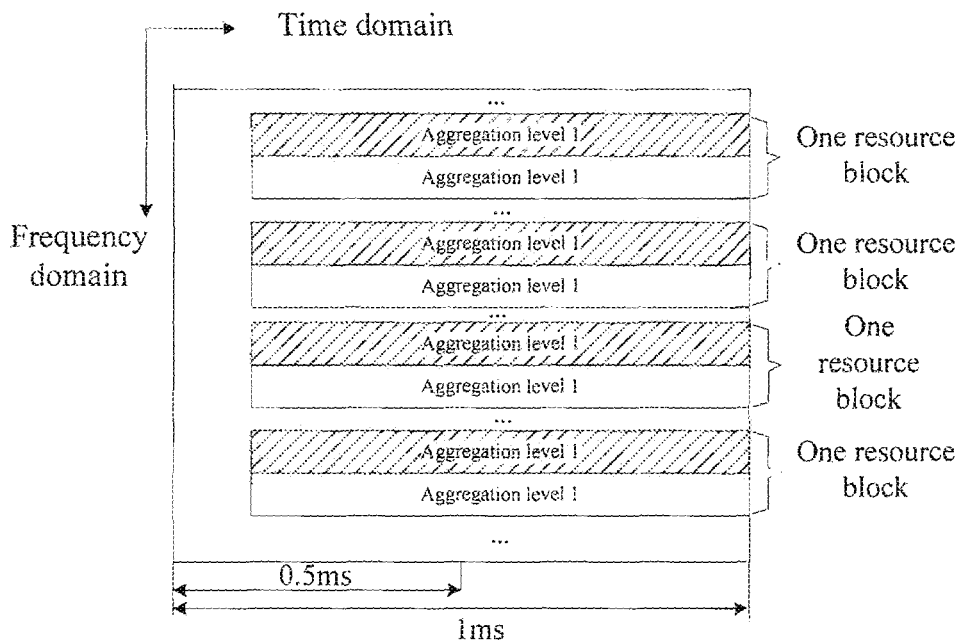 Time domain
...
Aggregation level 1
Aggregation level 1
One resource
block
...
Frequency
domain
Aggregation level 1
Aggregation level 1
One resource
block
...
Aggregation level 1
Aggregation level 1
One
resource
block
...
Aggregation level 1
Aggregation level 1
One resource
block
...
0.5ms
1ms